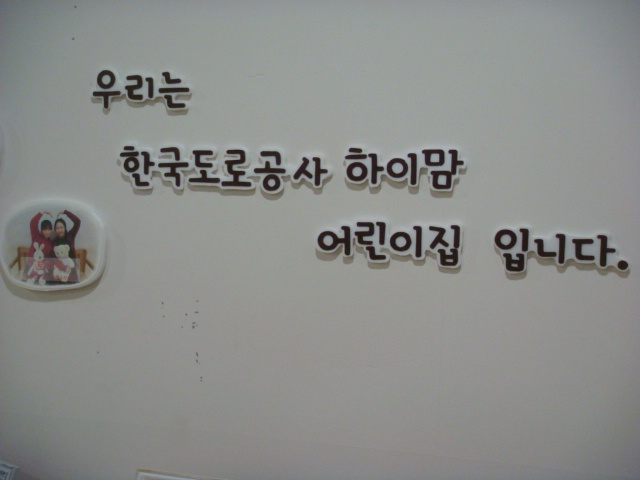 우리는
한국도로공사 하이맘
어린이집 입니다.